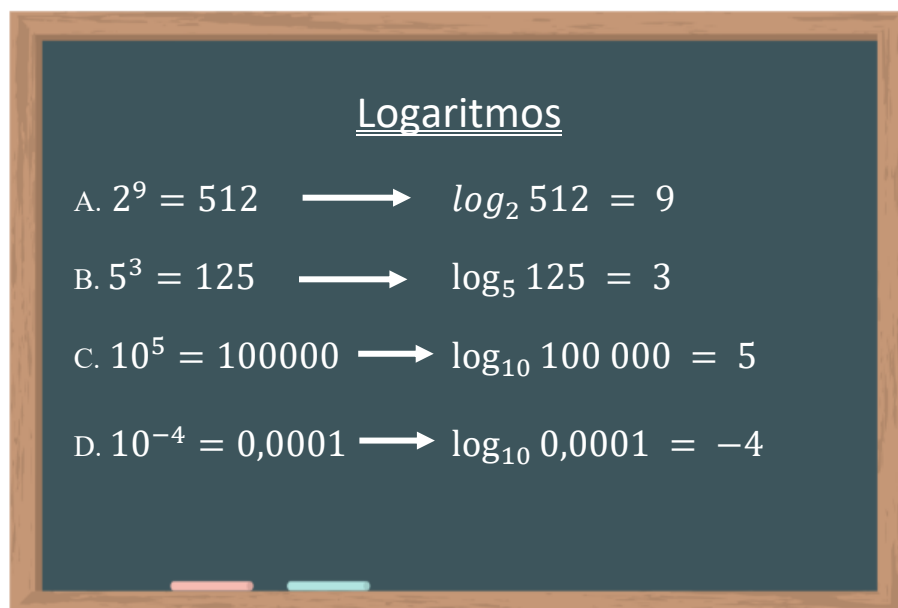 Logaritmos
A. 2⁹ = 512 ⟶ log₂ 512 = 9
B. 5³ = 125 ⟶ log₅ 125 = 3
C. 10⁵ = 100000 ⟶ log₁₀ 100 000 = 5
D. 10⁻⁴ = 0,0001 ⟶ log₁₀ 0,0001 = −4